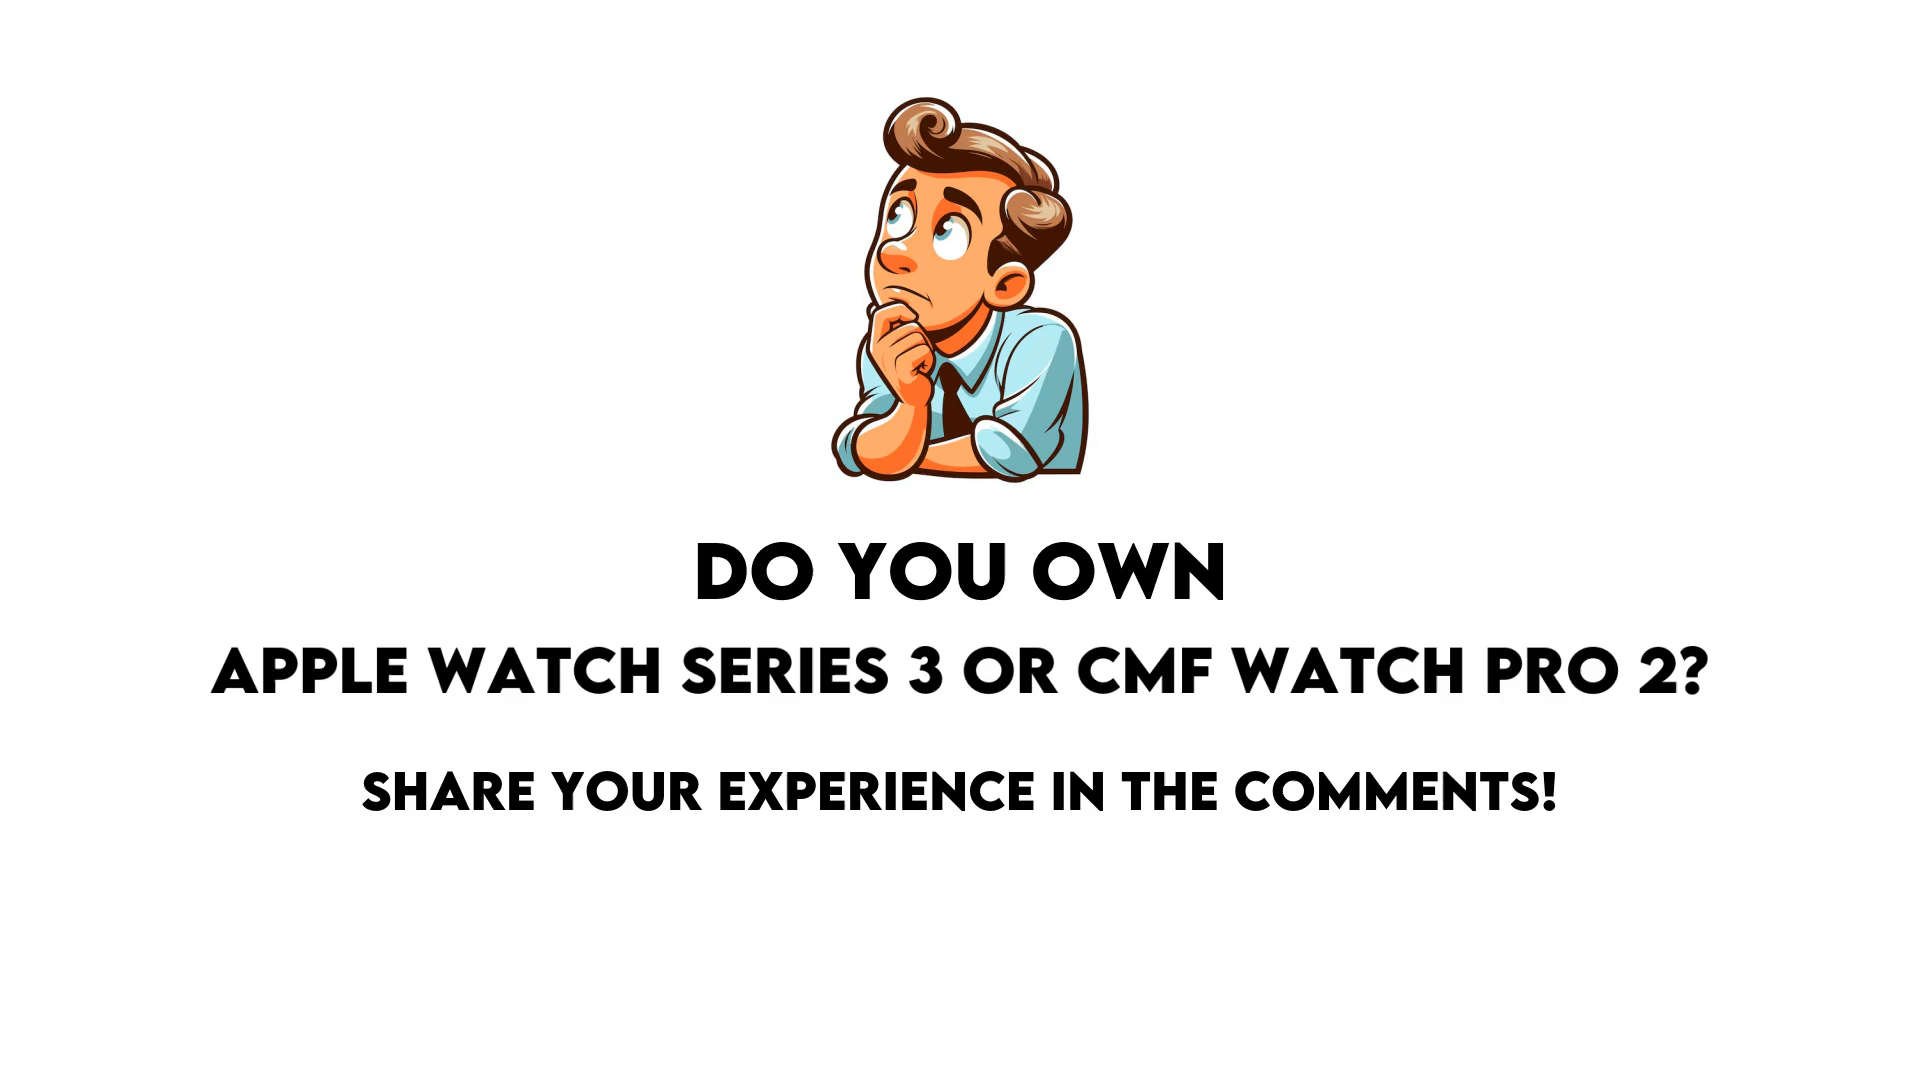 DO YOU OWN
APPLE WATCH SERIES 3 OR CMF WATCH PRO 2?
SHARE YOUR EXPERIENCE IN THE COMMENTS!